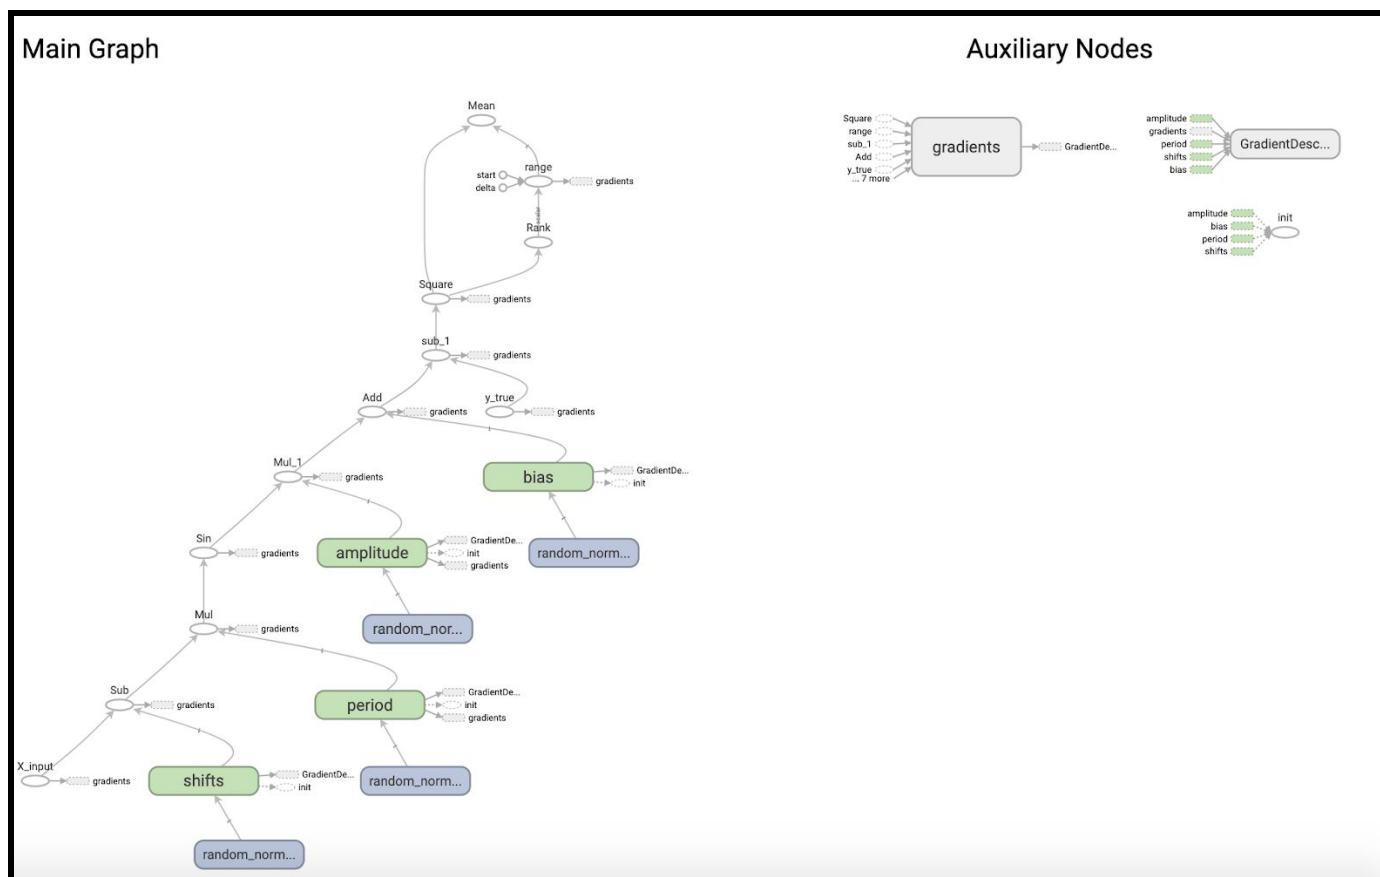 Main Graph
Auxiliary Nodes
Mean
start
delta
range
gradients
Rank
Square
gradients
sub_1
gradients
Add
gradients
y_true
gradients
Mul_1
gradients
bias
GradientDe...
init
Sin
gradients
amplitude
GradientDe...
init
gradients
random_norm...
Mul
gradients
random_nor...
Sub
gradients
period
GradientDe...
init
gradients
X_input
gradients
shifts
GradientDe...
init
random_norm...
random_norm...
Square
range
sub_1
Add
y_true
... 7 more
gradients
GradientDe...
amplitude
gradients
period
shifts
bias
GradientDesc...
amplitude
bias
period
shifts
init